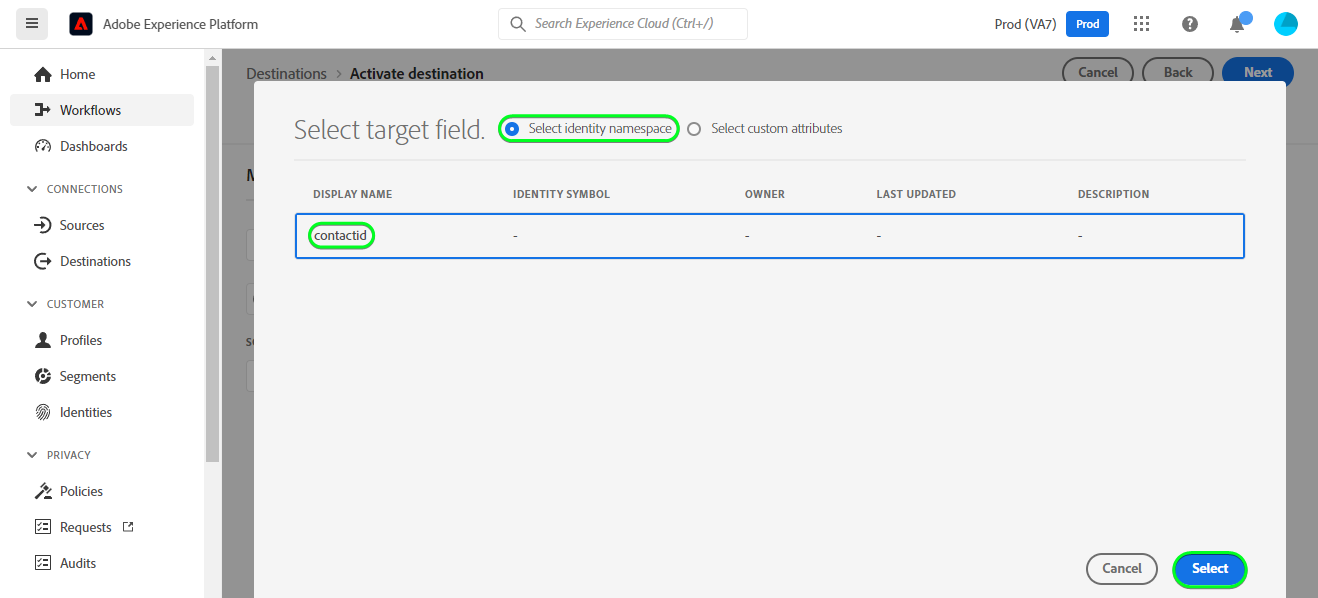 Adobe Experience Platform
Search Experience Cloud (Ctrl+/)
Prod (VA7)
Prod
Home
Workflows
Dashboards
CONNECTIONS
Sources
Destinations
CUSTOMER
Profiles
Segments
Identities
PRIVACY
Policies
Requests
Audits
Destinations > Activate destination
Cancel
Back
Next
Select target field.
Select identity namespace
Select custom attributes
DISPLAY NAME IDENTITY SYMBOL OWNER LAST UPDATED DESCRIPTION
contactid - - - -
Cancel
Select